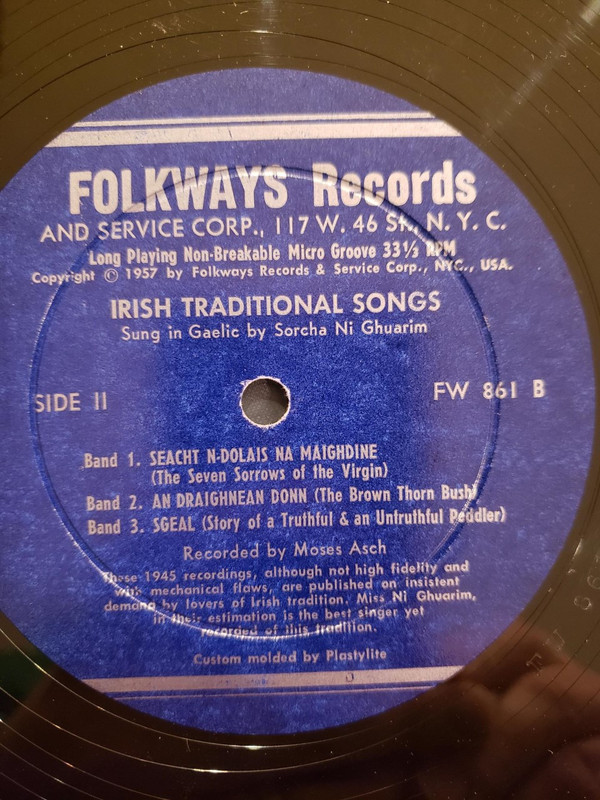 FOLKWAYS Records
AND SERVICE CORP., 117 W. 46 St., N. Y. C.
Long Playing Non-Breakable Micro Groove 33⅓ RPM
Copyright © 1957 by Folkways Records & Service Corp., NYC., USA.
IRISH TRADITIONAL SONGS
Sung in Gaelic by Sorcha Ni Ghuarim
SIDE II
FW 861 B
Band 1. SEACHT N-DOLAIS NA MAIGHDINE
(The Seven Sorrows of the Virgin)
Band 2. AN DRAIGHNEAN DONN (The Brown Thorn Bush)
Band 3. SGEAL (Story of a Truthful & an Untruthful Peddler)
Recorded by Moses Asch
These 1945 recordings, although not high fidelity and
with mechanical flaws, are published on insistent
demand by lovers of Irish tradition. Miss Ni Ghuarim,
in their estimation is the best singer yet
recorded of this tradition.
Custom molded by Plastylite